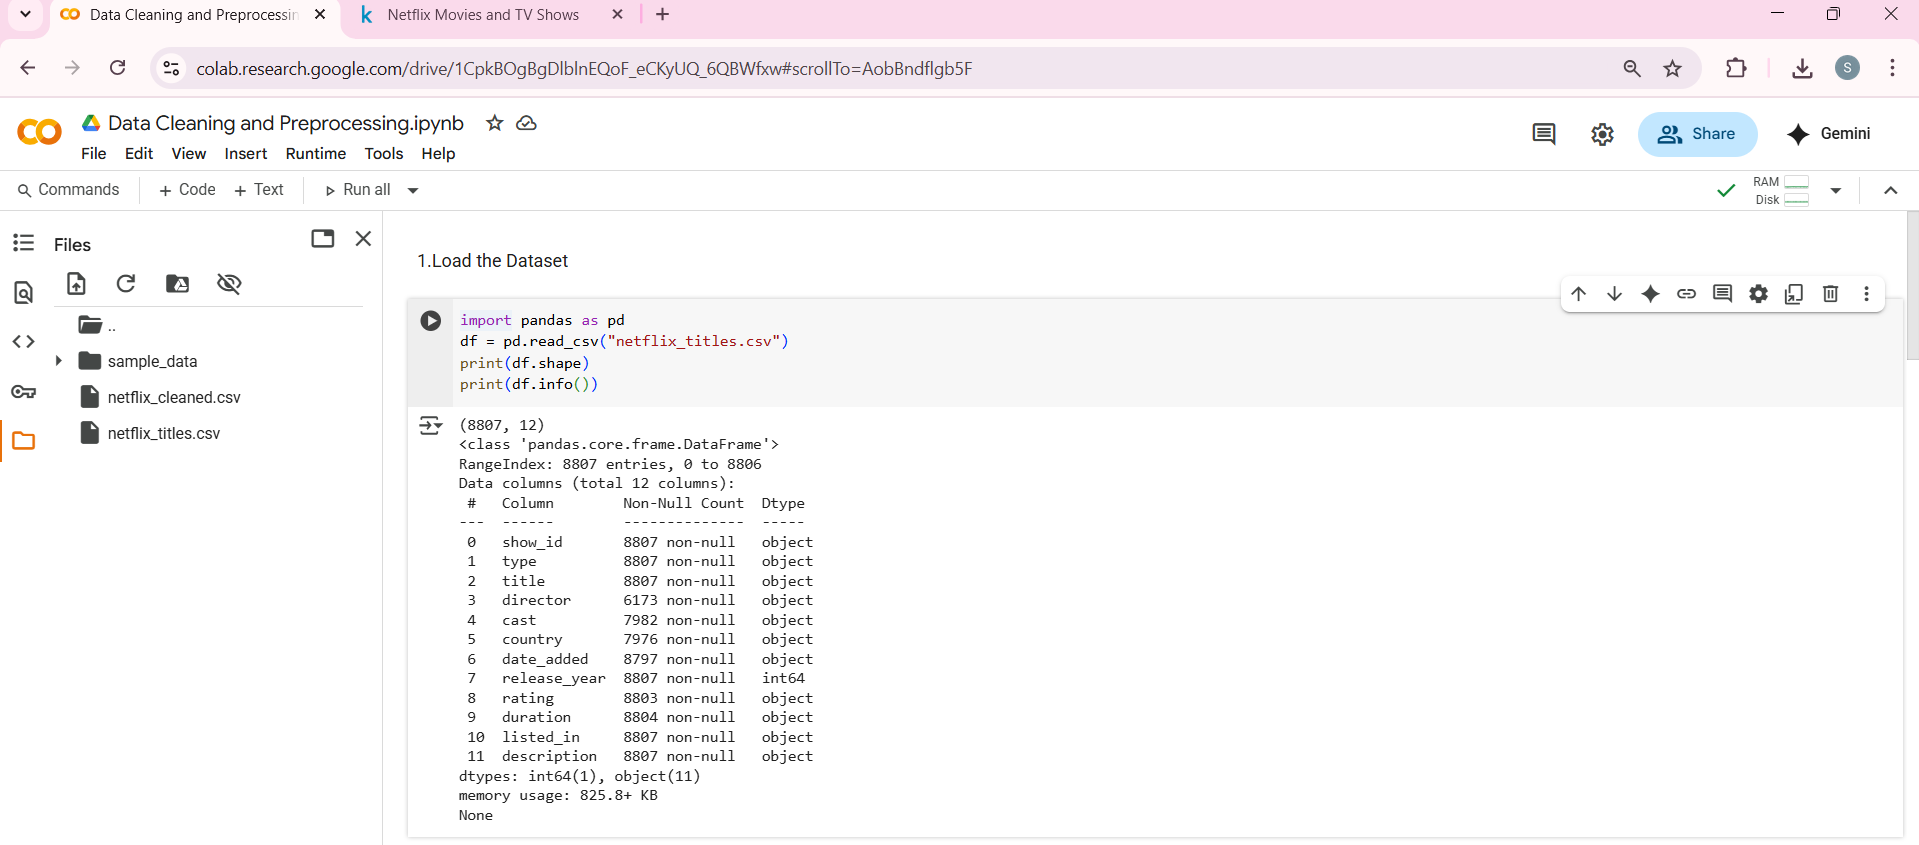 Data Cleaning and Preprocessin
Netflix Movies and TV Shows
colab.research.google.com/drive/1CpkBOgBgDlbInEQoF_eCKyUQ_6QBWfxw#scrollTo=AobBndfIgb5F
S
Data Cleaning and Preprocessing.ipynb
File Edit View Insert Runtime Tools Help
Share
Gemini
Commands + Code + Text Run all
RAM
Disk
Files
..
sample_data
netflix_cleaned.csv
netflix_titles.csv
1.Load the Dataset
import pandas as pd
df = pd.read_csv("netflix_titles.csv")
print(df.shape)
print(df.info())
(8807, 12)
<class 'pandas.core.frame.DataFrame'>
RangeIndex: 8807 entries, 0 to 8806
Data columns (total 12 columns):
 #   Column        Non-Null Count  Dtype
---  ------        --------------  -----
 0   show_id       8807 non-null   object
 1   type          8807 non-null   object
 2   title         8807 non-null   object
 3   director      6173 non-null   object
 4   cast          7982 non-null   object
 5   country       7976 non-null   object
 6   date_added    8797 non-null   object
 7   release_year  8807 non-null   int64
 8   rating        8803 non-null   object
 9   duration      8804 non-null   object
 10  listed_in     8807 non-null   object
 11  description   8807 non-null   object
dtypes: int64(1), object(11)
memory usage: 825.8+ KB
None